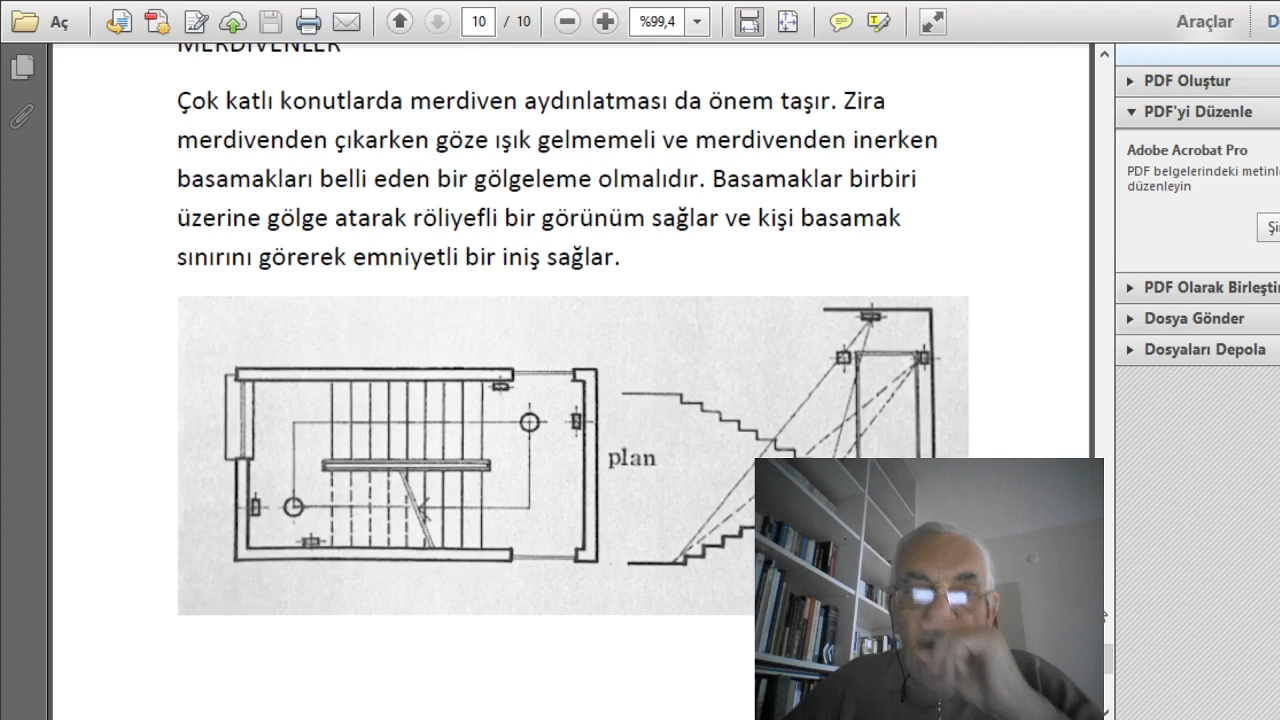 Aç
10 / 10
%99,4
Araçlar
MERDİVENLER
Çok katlı konutlarda merdiven aydınlatması da önem taşır. Zira
merdivenden çıkarken göze ışık gelmemeli ve merdivenden inerken
basamakları belli eden bir gölgeleme olmalıdır. Basamaklar birbiri
üzerine gölge atarak röliyefli bir görünüm sağlar ve kişi basamak
sınırını görerek emniyetli bir iniş sağlar.
plan
PDF Oluştur
PDF'yi Düzenle
Adobe Acrobat Pro
PDF belgelerindeki metinl
düzenleyin
PDF Olarak Birleştir
Dosya Gönder
Dosyaları Depola